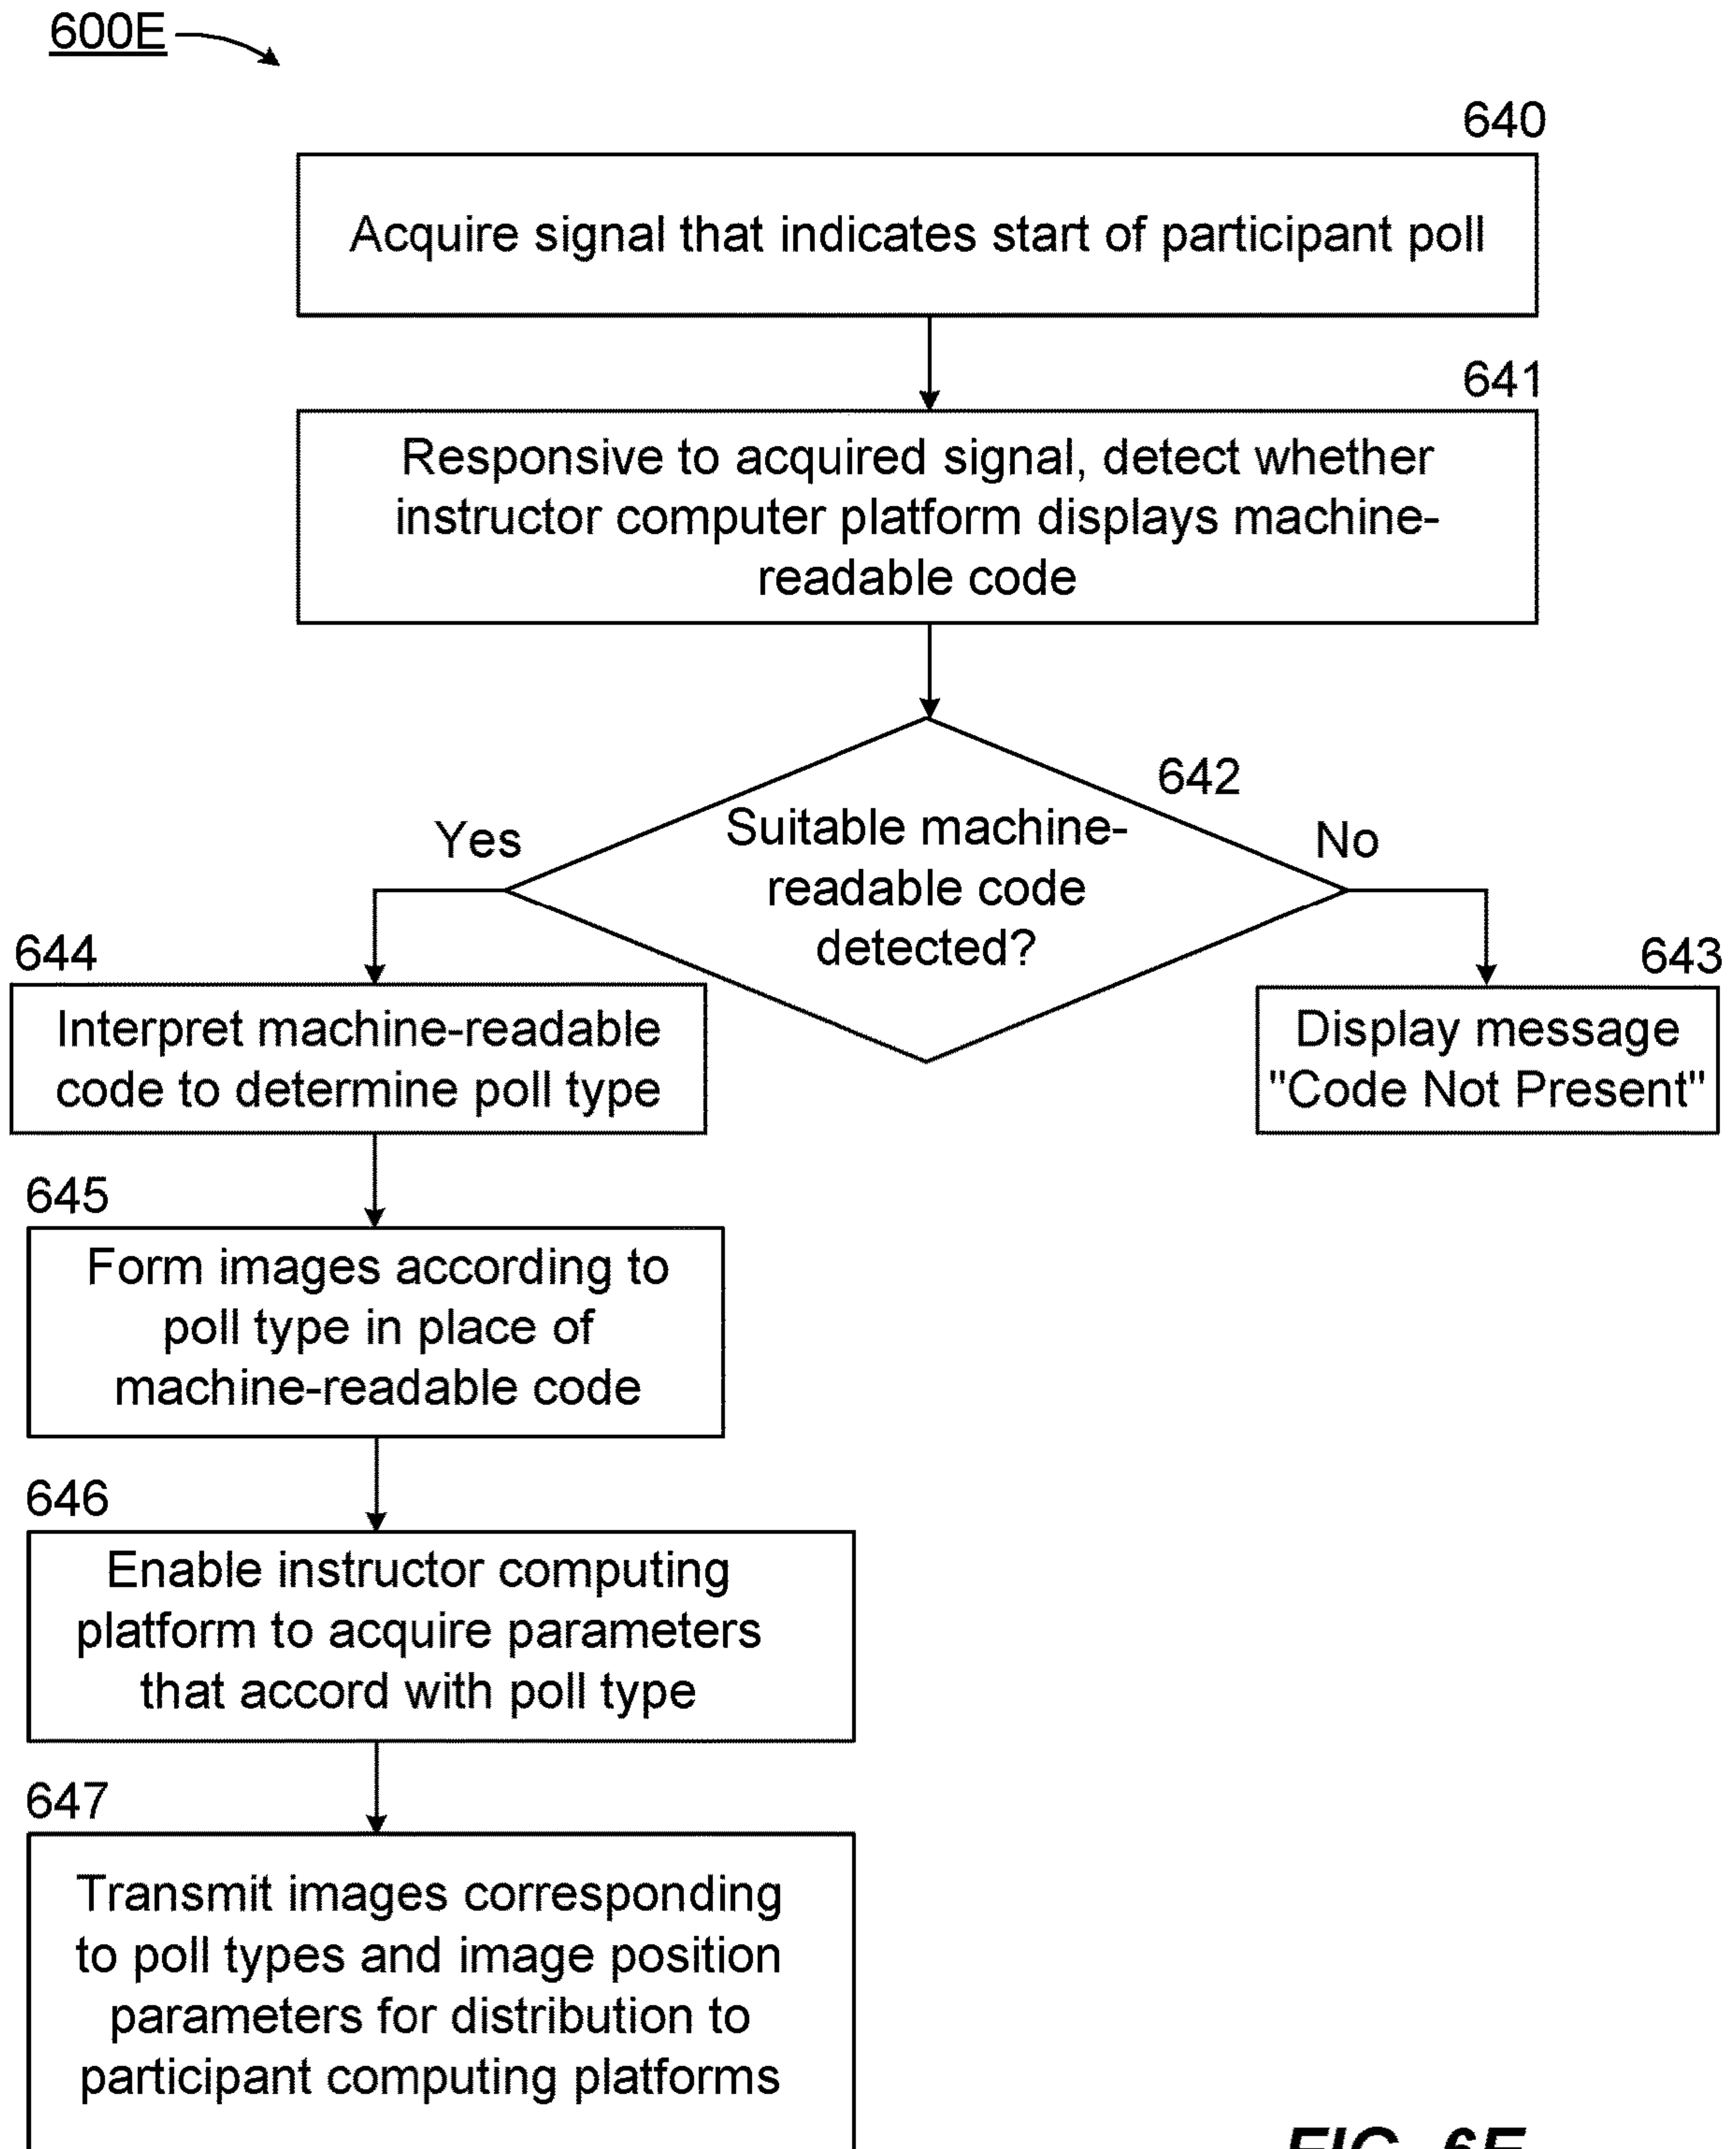 600E
640
Acquire signal that indicates start of participant poll
641
Responsive to acquired signal, detect whether
instructor computer platform displays machine-
readable code
642
Suitable machine-
readable code
detected?
Yes
No
644
Interpret machine-readable
code to determine poll type
643
Display message
"Code Not Present"
645
Form images according to
poll type in place of
machine-readable code
646
Enable instructor computing
platform to acquire parameters
that accord with poll type
647
Transmit images corresponding
to poll types and image position
parameters for distribution to
participant computing platforms
FIG. 6E